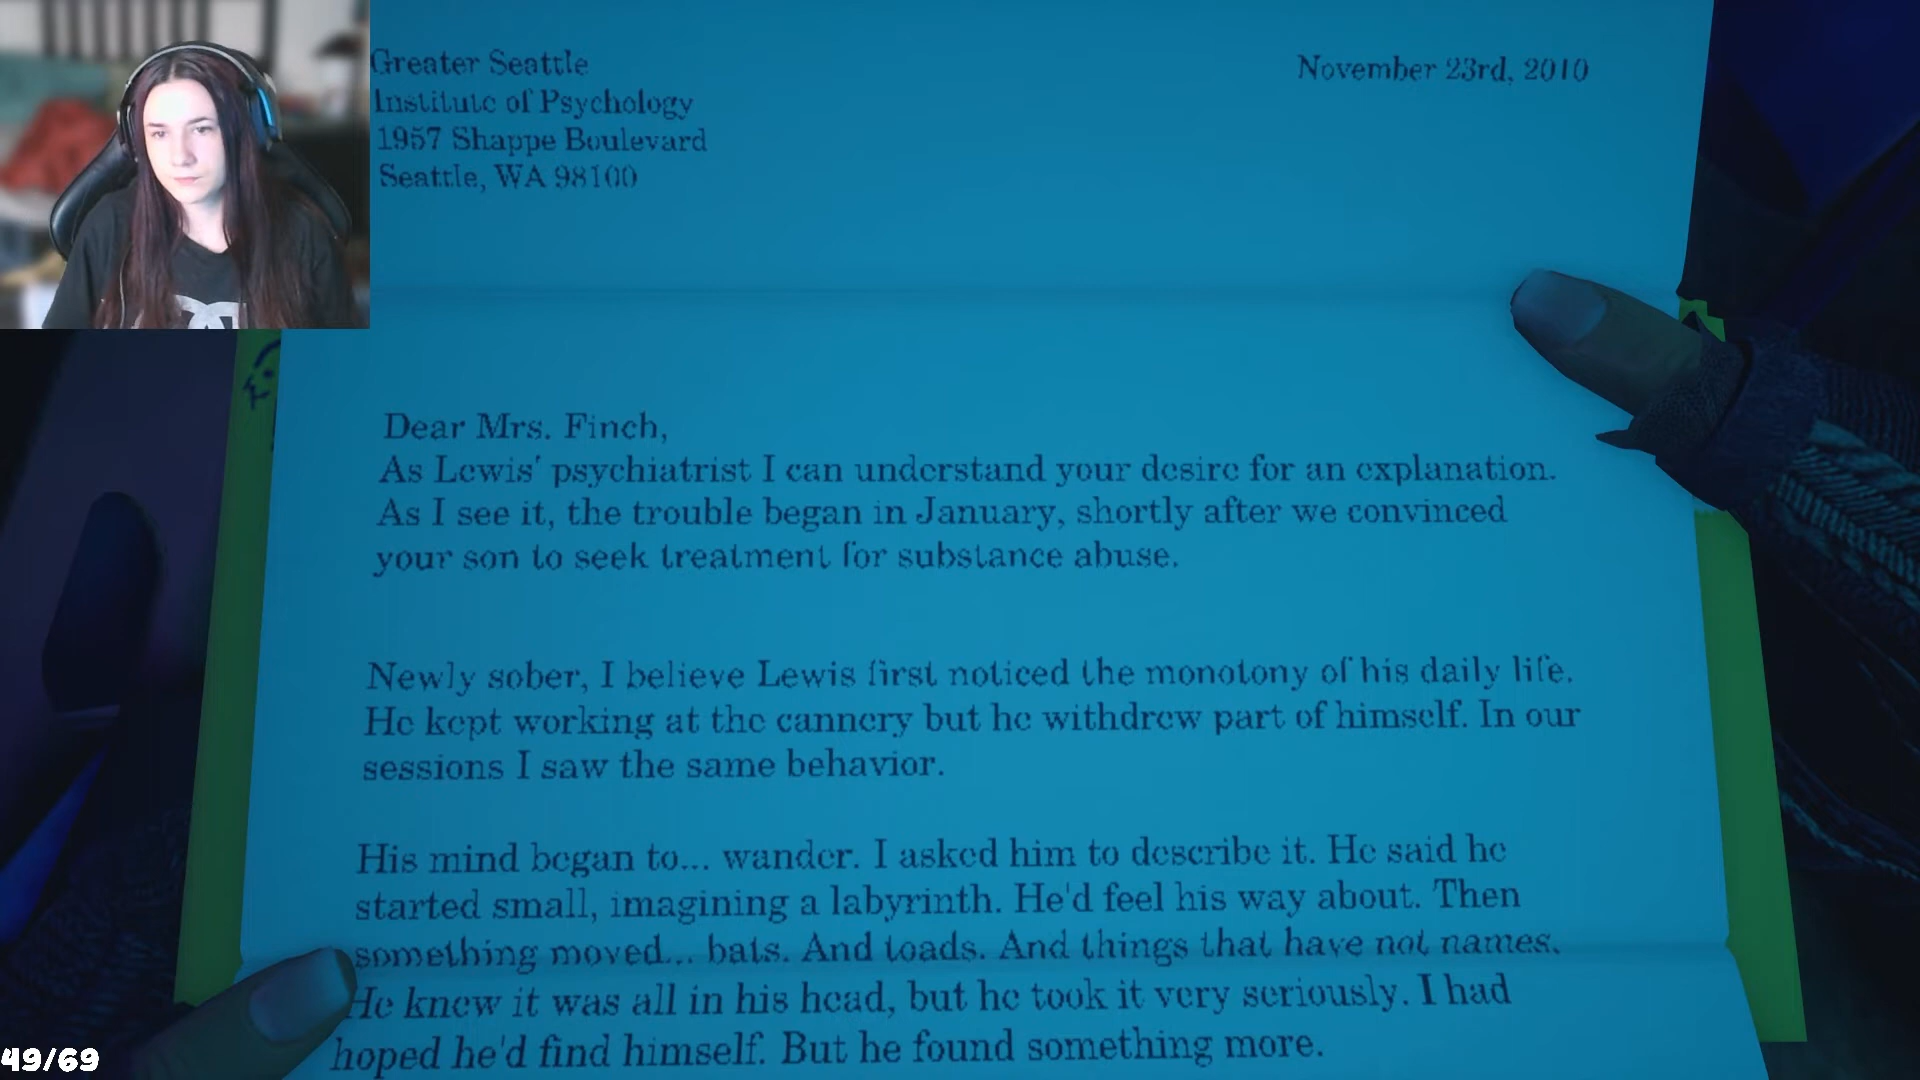 Greater Seattle
Institute of Psychology
1957 Shappe Boulevard
Seattle, WA 98100
November 23rd, 2010
Dear Mrs. Finch,
As Lewis' psychiatrist I can understand your desire for an explanation.
As I see it, the trouble began in January, shortly after we convinced
your son to seek treatment for substance abuse.
Newly sober, I believe Lewis first noticed the monotony of his daily life.
He kept working at the cannery but he withdrew part of himself. In our
sessions I saw the same behavior.
His mind began to... wander. I asked him to describe it. He said he
started small, imagining a labyrinth. He'd feel his way about. Then
something moved... bats. And toads. And things that have not names.
He knew it was all in his head, but he took it very seriously. I had
hoped he'd find himself. But he found something more.
49/69